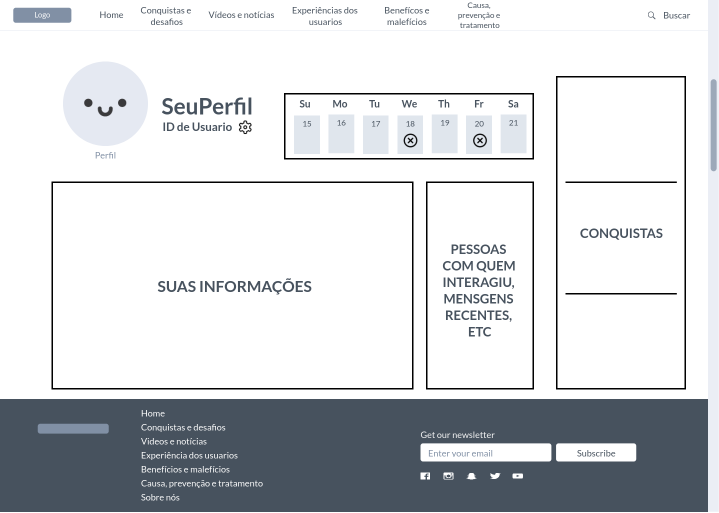 Logo
Home
Conquistas e
desafios
Vídeos e notícias
Experiências dos
usuarios
Benefíces e
malefícios
Causa,
prevenção e
tratamento
Buscar
SeuPerfil
ID de Usuario
Perfil
Su Mo Tu We Th Fr Sa
15 16 17 18 19 20 21
SUAS INFORMAÇÕES
PESSOAS
COM QUEM
INTERAGIU,
MENSGENS
RECENTES,
ETC
CONQUISTAS
Home
Conquistas e desafios
Videos e notícias
Experiência dos usuarios
Benefícios e malefícios
Causa, prevenção e tratamento
Sobre nós
Get our newsletter
Enter your email
Subscribe